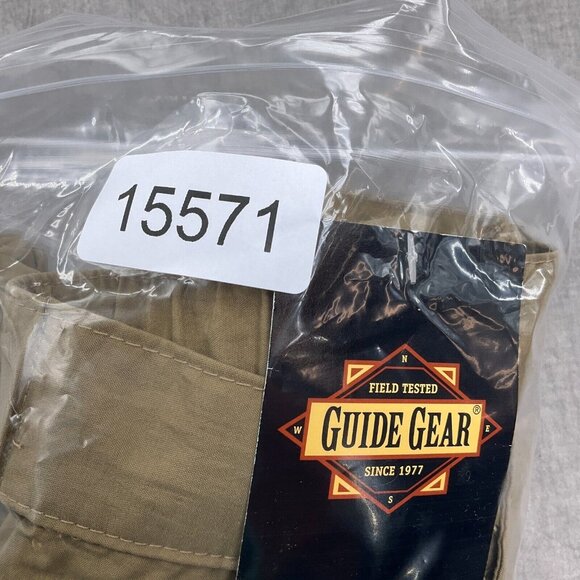 15571
N
FIELD TESTED
W GUIDE GEAR® E
SINCE 1977
S